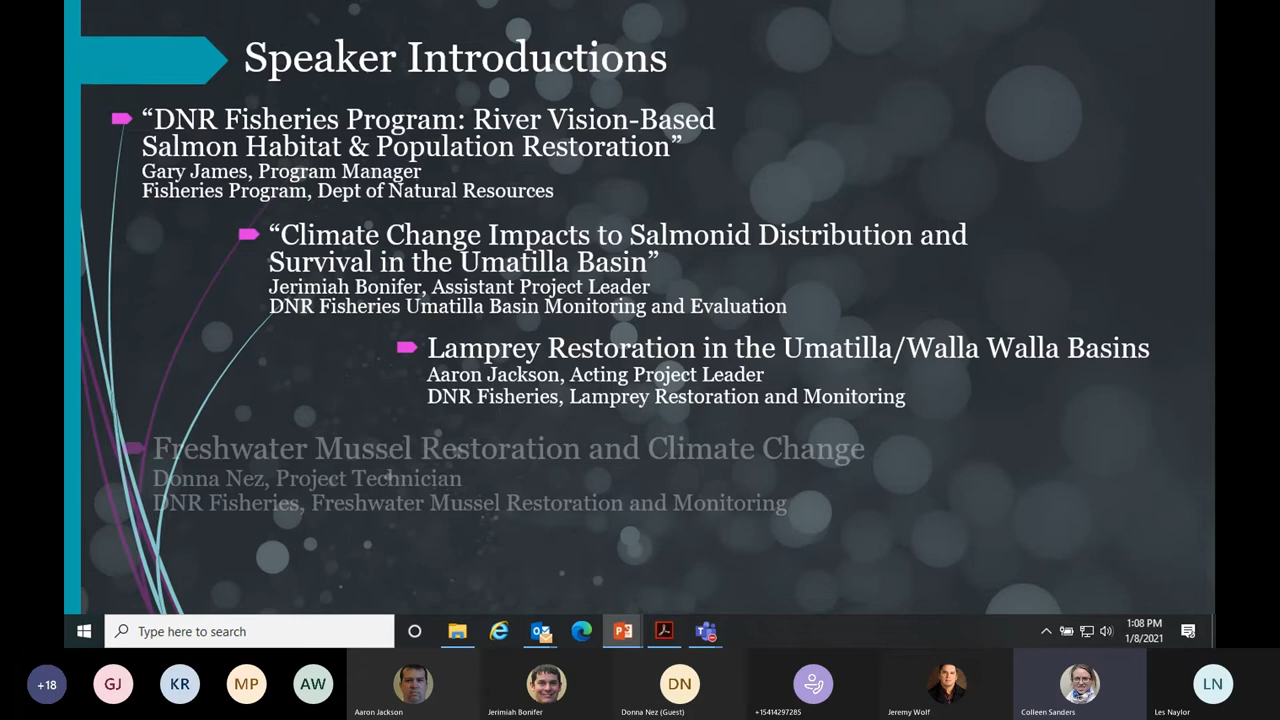 Speaker Introductions
“DNR Fisheries Program: River Vision-Based
Salmon Habitat & Population Restoration”
Gary James, Program Manager
Fisheries Program, Dept of Natural Resources
“Climate Change Impacts to Salmonid Distribution and
Survival in the Umatilla Basin”
Jerimiah Bonifer, Assistant Project Leader
DNR Fisheries Umatilla Basin Monitoring and Evaluation
Lamprey Restoration in the Umatilla/Walla Walla Basins
Aaron Jackson, Acting Project Leader
DNR Fisheries, Lamprey Restoration and Monitoring
Freshwater Mussel Restoration and Climate Change
Donna Nez, Project Technician
DNR Fisheries, Freshwater Mussel Restoration and Monitoring
Type here to search
1:08 PM
1/8/2021
+18
GJ
KR
MP
AW
DN
LN
Aaron Jackson
Jerimiah Bonifer
Donna Nez (Guest)
+15414297285
Jeremy Wolf
Colleen Sanders
Les Naylor